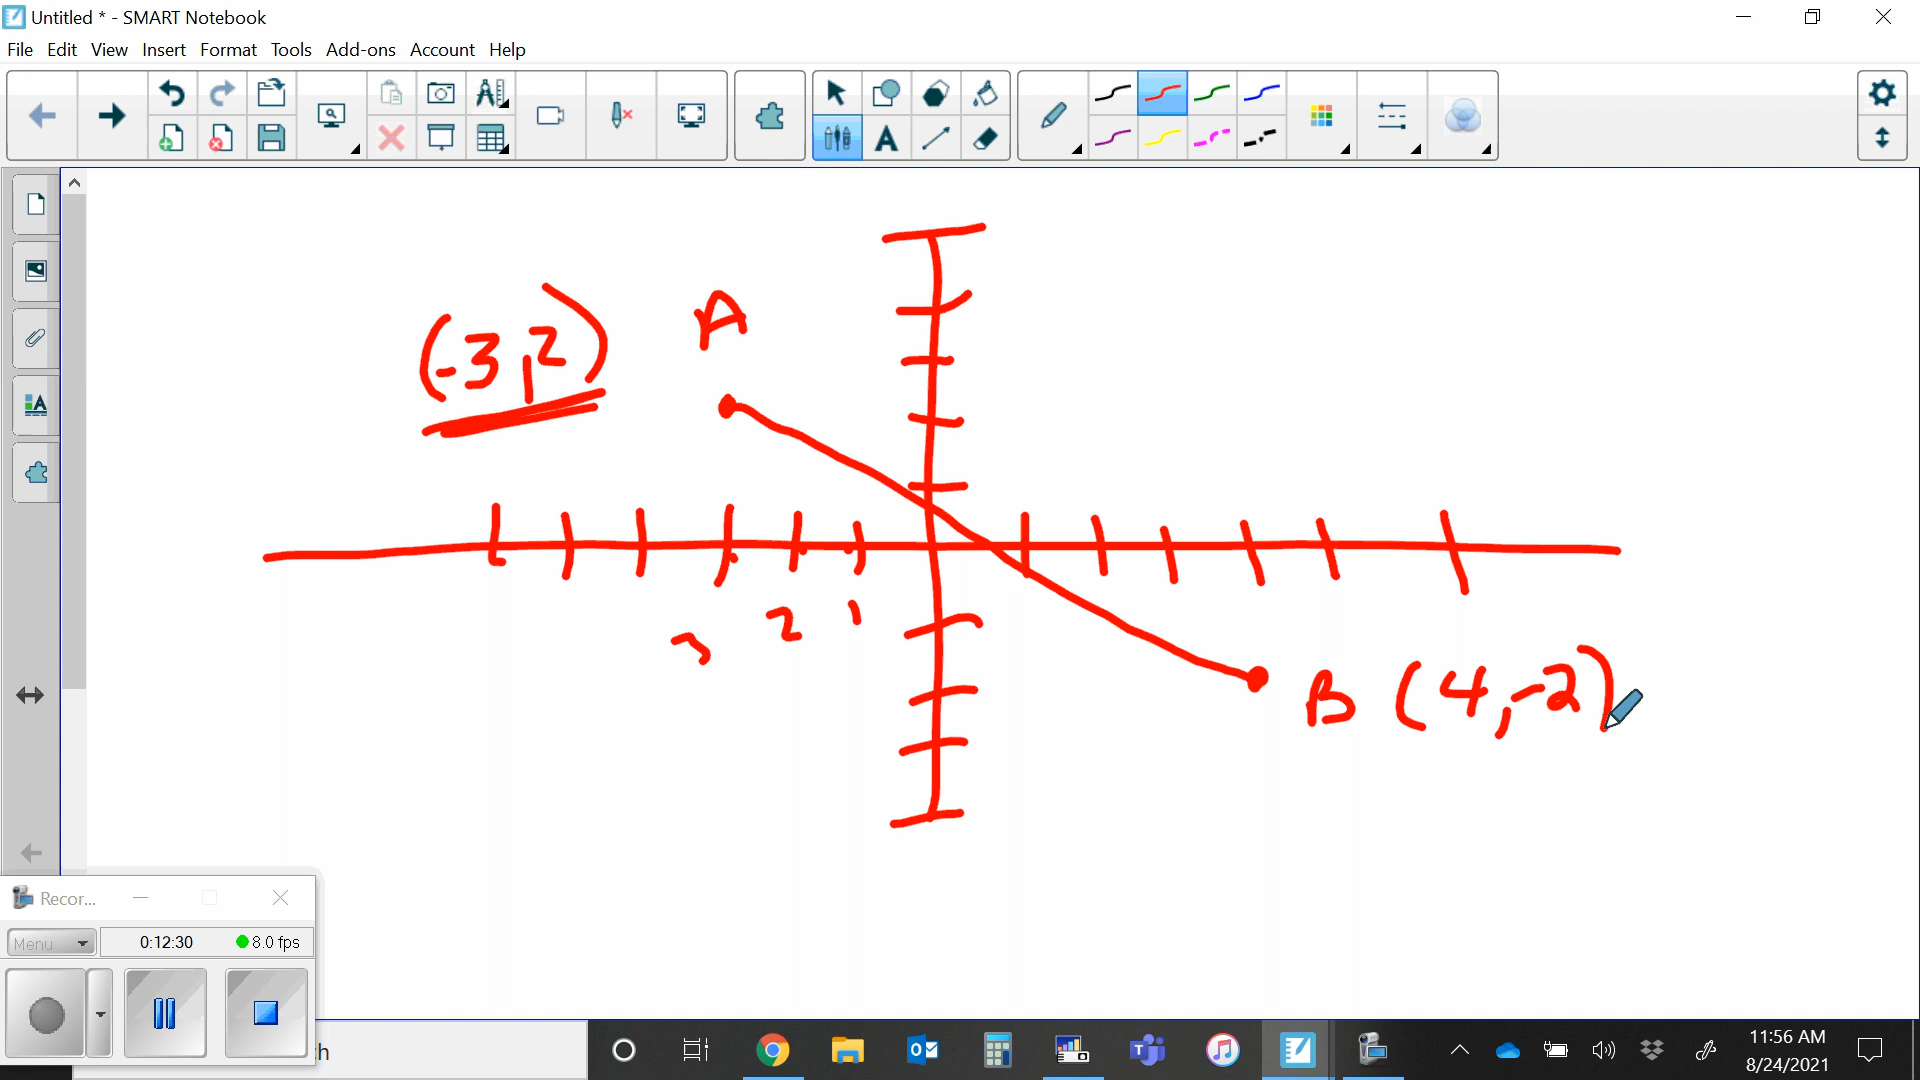 Untitled * - SMART Notebook
File Edit View Insert Format Tools Add-ons Account Help
A
(-3,2)
3 2 1
B (4,-2)
Recor...
Menu 0:12:30 8.0 fps
ch
11:56 AM
8/24/2021